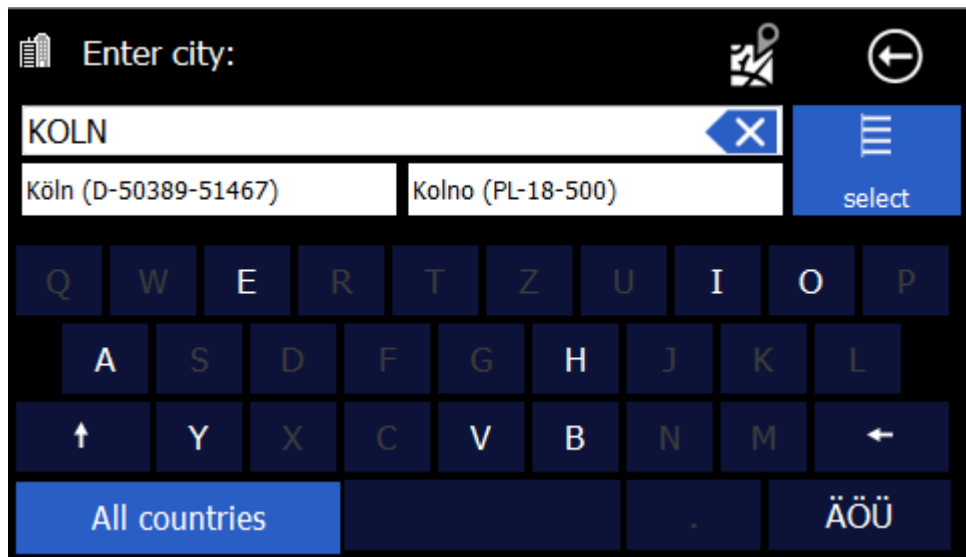 Enter city:
KOLN
select
Köln (D-50389-51467) Kolno (PL-18-500)
Q W E R T Z U I O P
A S D F G H J K L
Y X C V B N M
All countries . ÄÖÜ